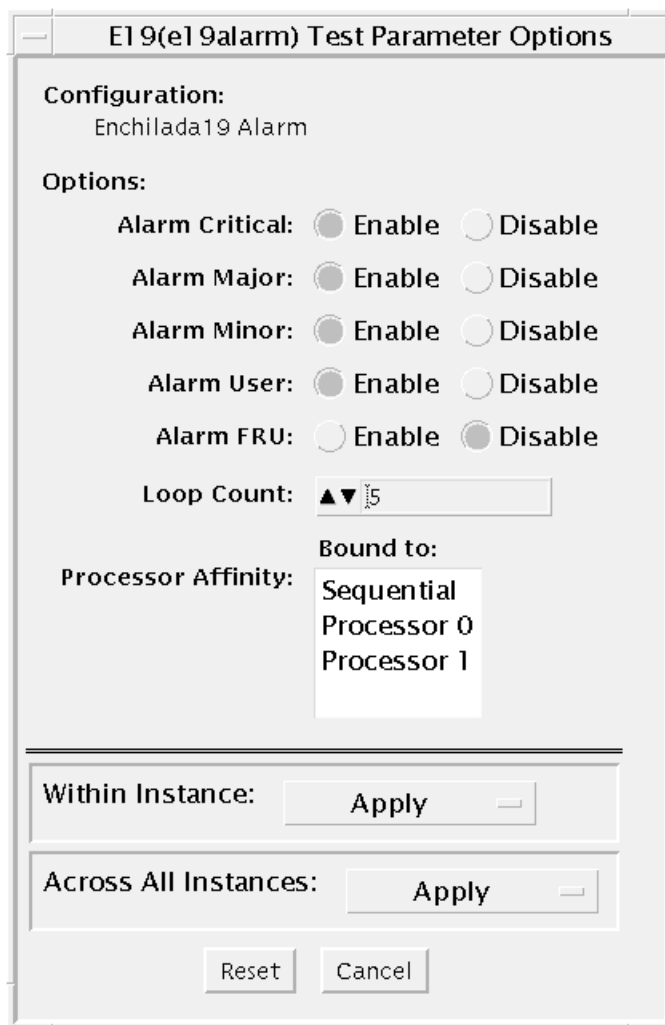 E19(e19alarm) Test Parameter Options
Configuration:
Enchilada19 Alarm
Options:
Alarm Critical: Enable Disable
Alarm Major: Enable Disable
Alarm Minor: Enable Disable
Alarm User: Enable Disable
Alarm FRU: Enable Disable
Loop Count: 5
Bound to:
Processor Affinity:
Sequential
Processor 0
Processor 1
Within Instance: Apply
Across All Instances: Apply
Reset Cancel